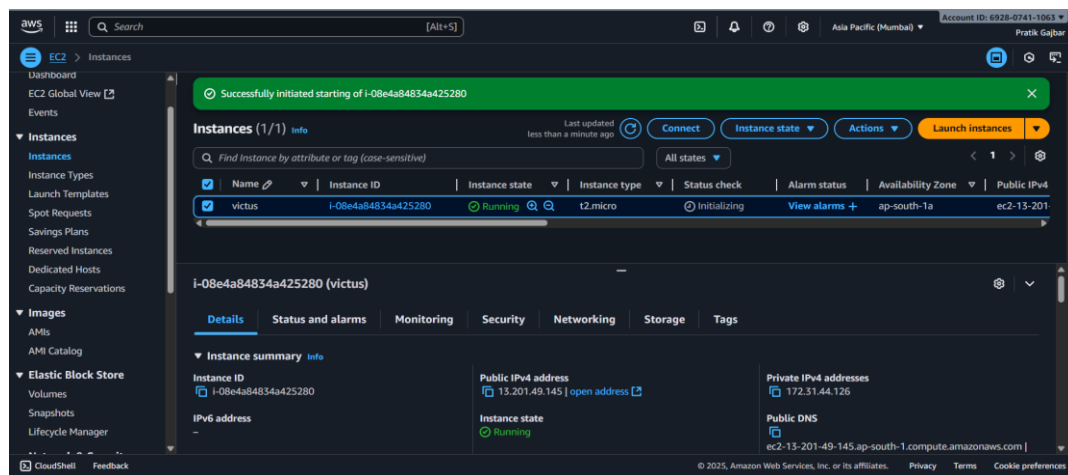 aws
Search [Alt+S]
Asia Pacific (Mumbai)
Account ID: 6928-0741-1063
Pratik Gajbar
EC2 > Instances
Dashboard
EC2 Global View
Events
Instances
Instances
Instance Types
Launch Templates
Spot Requests
Savings Plans
Reserved Instances
Dedicated Hosts
Capacity Reservations
Images
AMIs
AMI Catalog
Elastic Block Store
Volumes
Snapshots
Lifecycle Manager
Successfully initiated starting of i-08e4a84834a425280
Instances (1/1) Info
Last updated
less than a minute ago
Connect
Instance state
Actions
Launch instances
Find Instance by attribute or tag (case-sensitive)
All states
1
Name Instance ID Instance state Instance type Status check Alarm status Availability Zone Public IPv4
victus i-08e4a84834a425280 Running t2.micro Initializing View alarms + ap-south-1a ec2-13-201-
i-08e4a84834a425280 (victus)
Details Status and alarms Monitoring Security Networking Storage Tags
Instance summary Info
Instance ID
i-08e4a84834a425280
Public IPv4 address
13.201.49.145 | open address
Private IPv4 addresses
172.31.44.126
IPv6 address
–
Instance state
Running
Public DNS
ec2-13-201-49-145.ap-south-1.compute.amazonaws.com |
CloudShell Feedback
© 2025, Amazon Web Services, Inc. or its affiliates. Privacy Terms Cookie preferences